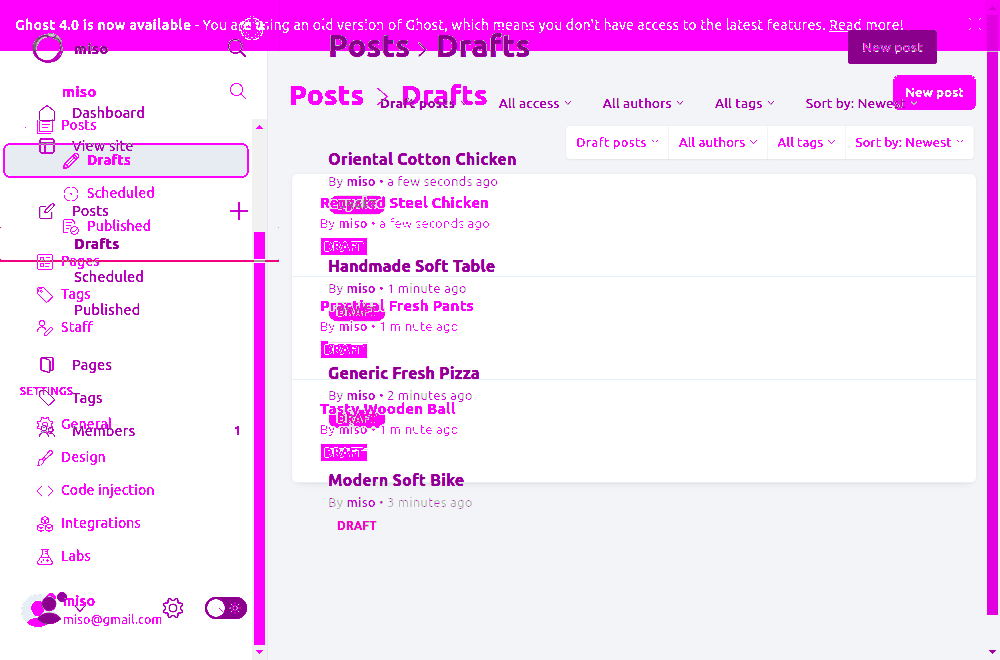 Ghost 4.0 is now available - You are using an old version of Ghost, which means you don't have access to the latest features. Read more!
miso
Posts > Drafts
New post
miso
Posts > Drafts
New post
Dashboard
Draft posts
All access
All authors
All tags
Sort by: Newest
Posts
View site
Draft posts
All authors
All tags
Sort by: Newest
Drafts
Oriental Cotton Chicken
By miso • a few seconds ago
DRAFT
Scheduled
Posts
Steel Chicken
By miso • a few seconds ago
DRAFT
Published
Drafts
Pages
Handmade Soft Table
By miso • 1 minute ago
DRAFT
Scheduled
Tags
Practical Fresh Pants
By miso • 1 minute ago
DRAFT
Published
Staff
Pages
Generic Fresh Pizza
By miso • 2 minutes ago
DRAFT
SETTINGS
Tags
Tasty Wooden Ball
By miso • 1 minute ago
DRAFT
General
Members 1
Design
Modern Soft Bike
By miso • 3 minutes ago
DRAFT
Code injection
Integrations
Labs
miso
miso@gmail.com